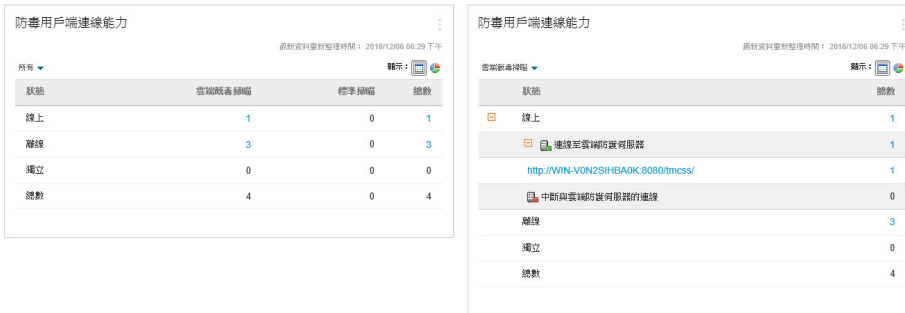 防毒用戶端連線能力
最新資料重新整理時間： 2016/12/06 06:29 下午
所有
顯示：
狀態 雲端截毒掃瞄 標準掃瞄 總數
線上 1 0 1
離線 3 0 3
獨立 0 0 0
總數 4 0 4
防毒用戶端連線能力
最新資料重新整理時間： 2016/12/06 06:29 下午
雲端截毒掃瞄
顯示：
狀態 總數
線上 1
連線至雲端防護伺服器 1
http://WIN-V0N2SIHBA0K:8080/tmcss/ 1
中斷與雲端防護伺服器的連線 0
離線 3
獨立 0
總數 4